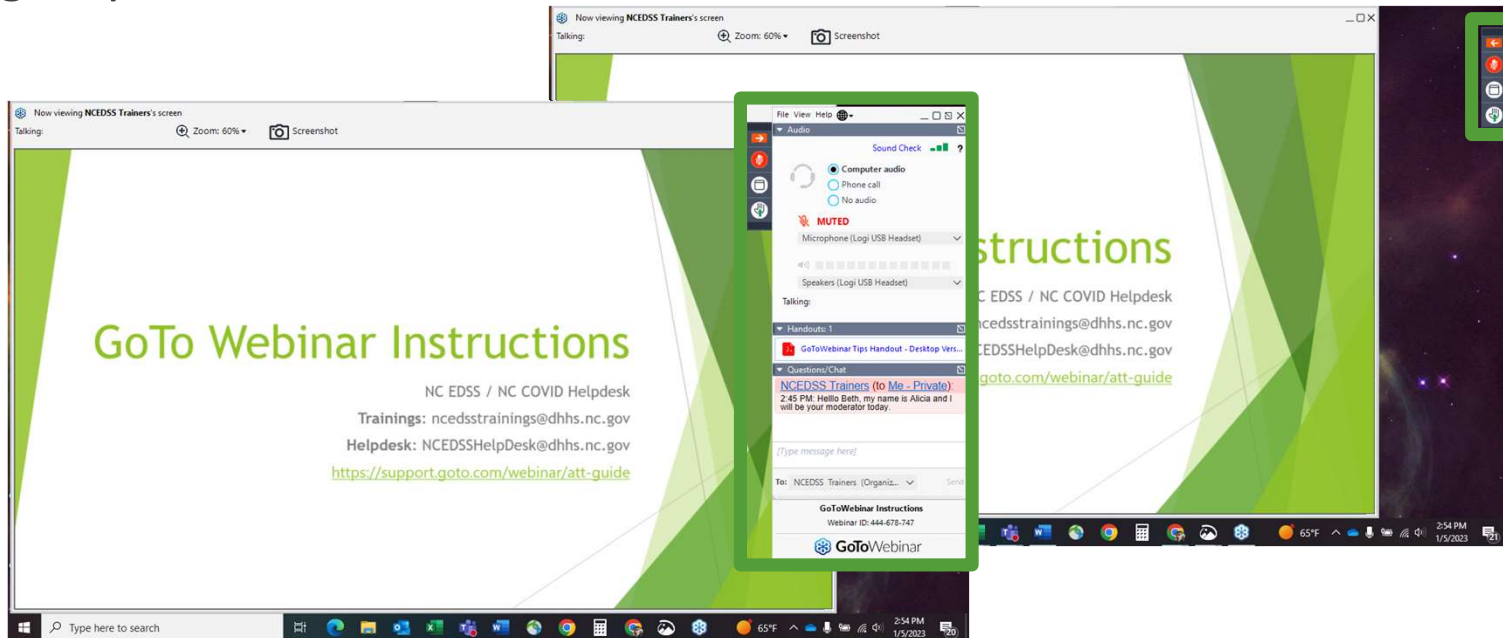 Now viewing NCEDSS Trainers's screen
Talking:
Zoom: 60%
Screenshot
structions
C EDSS / NC COVID Helpdesk
ncedsstrainings@dhhs.nc.gov
CEDSSHelpDesk@dhhs.nc.gov
goto.com/webinar/att-guide
65°F
2:54 PM
1/5/2023
21
Now viewing NCEDSS Trainers's screen
Talking:
Zoom: 60%
Screenshot
GoTo Webinar Instructions
NC EDSS / NC COVID Helpdesk
Trainings: ncedsstrainings@dhhs.nc.gov
Helpdesk: NCEDSSHelpDesk@dhhs.nc.gov
https://support.goto.com/webinar/att-guide
File View Help
Audio
Sound Check ?
Computer audio
Phone call
No audio
MUTED
Microphone (Logi USB Headset)
Speakers (Logi USB Headset)
Talking:
Handouts: 1
GoToWebinar Tips Handout - Desktop Vers...
Questions/Chat
NCEDSS Trainers (to Me - Private):
2:45 PM: Helllo Beth, my name is Alicia and I
will be your moderator today.
[Type message here]
To: NCEDSS Trainers (Organiz...
Send
GoToWebinar Instructions
Webinar ID: 444-678-747
GoToWebinar
Type here to search
65°F
2:54 PM
1/5/2023
20